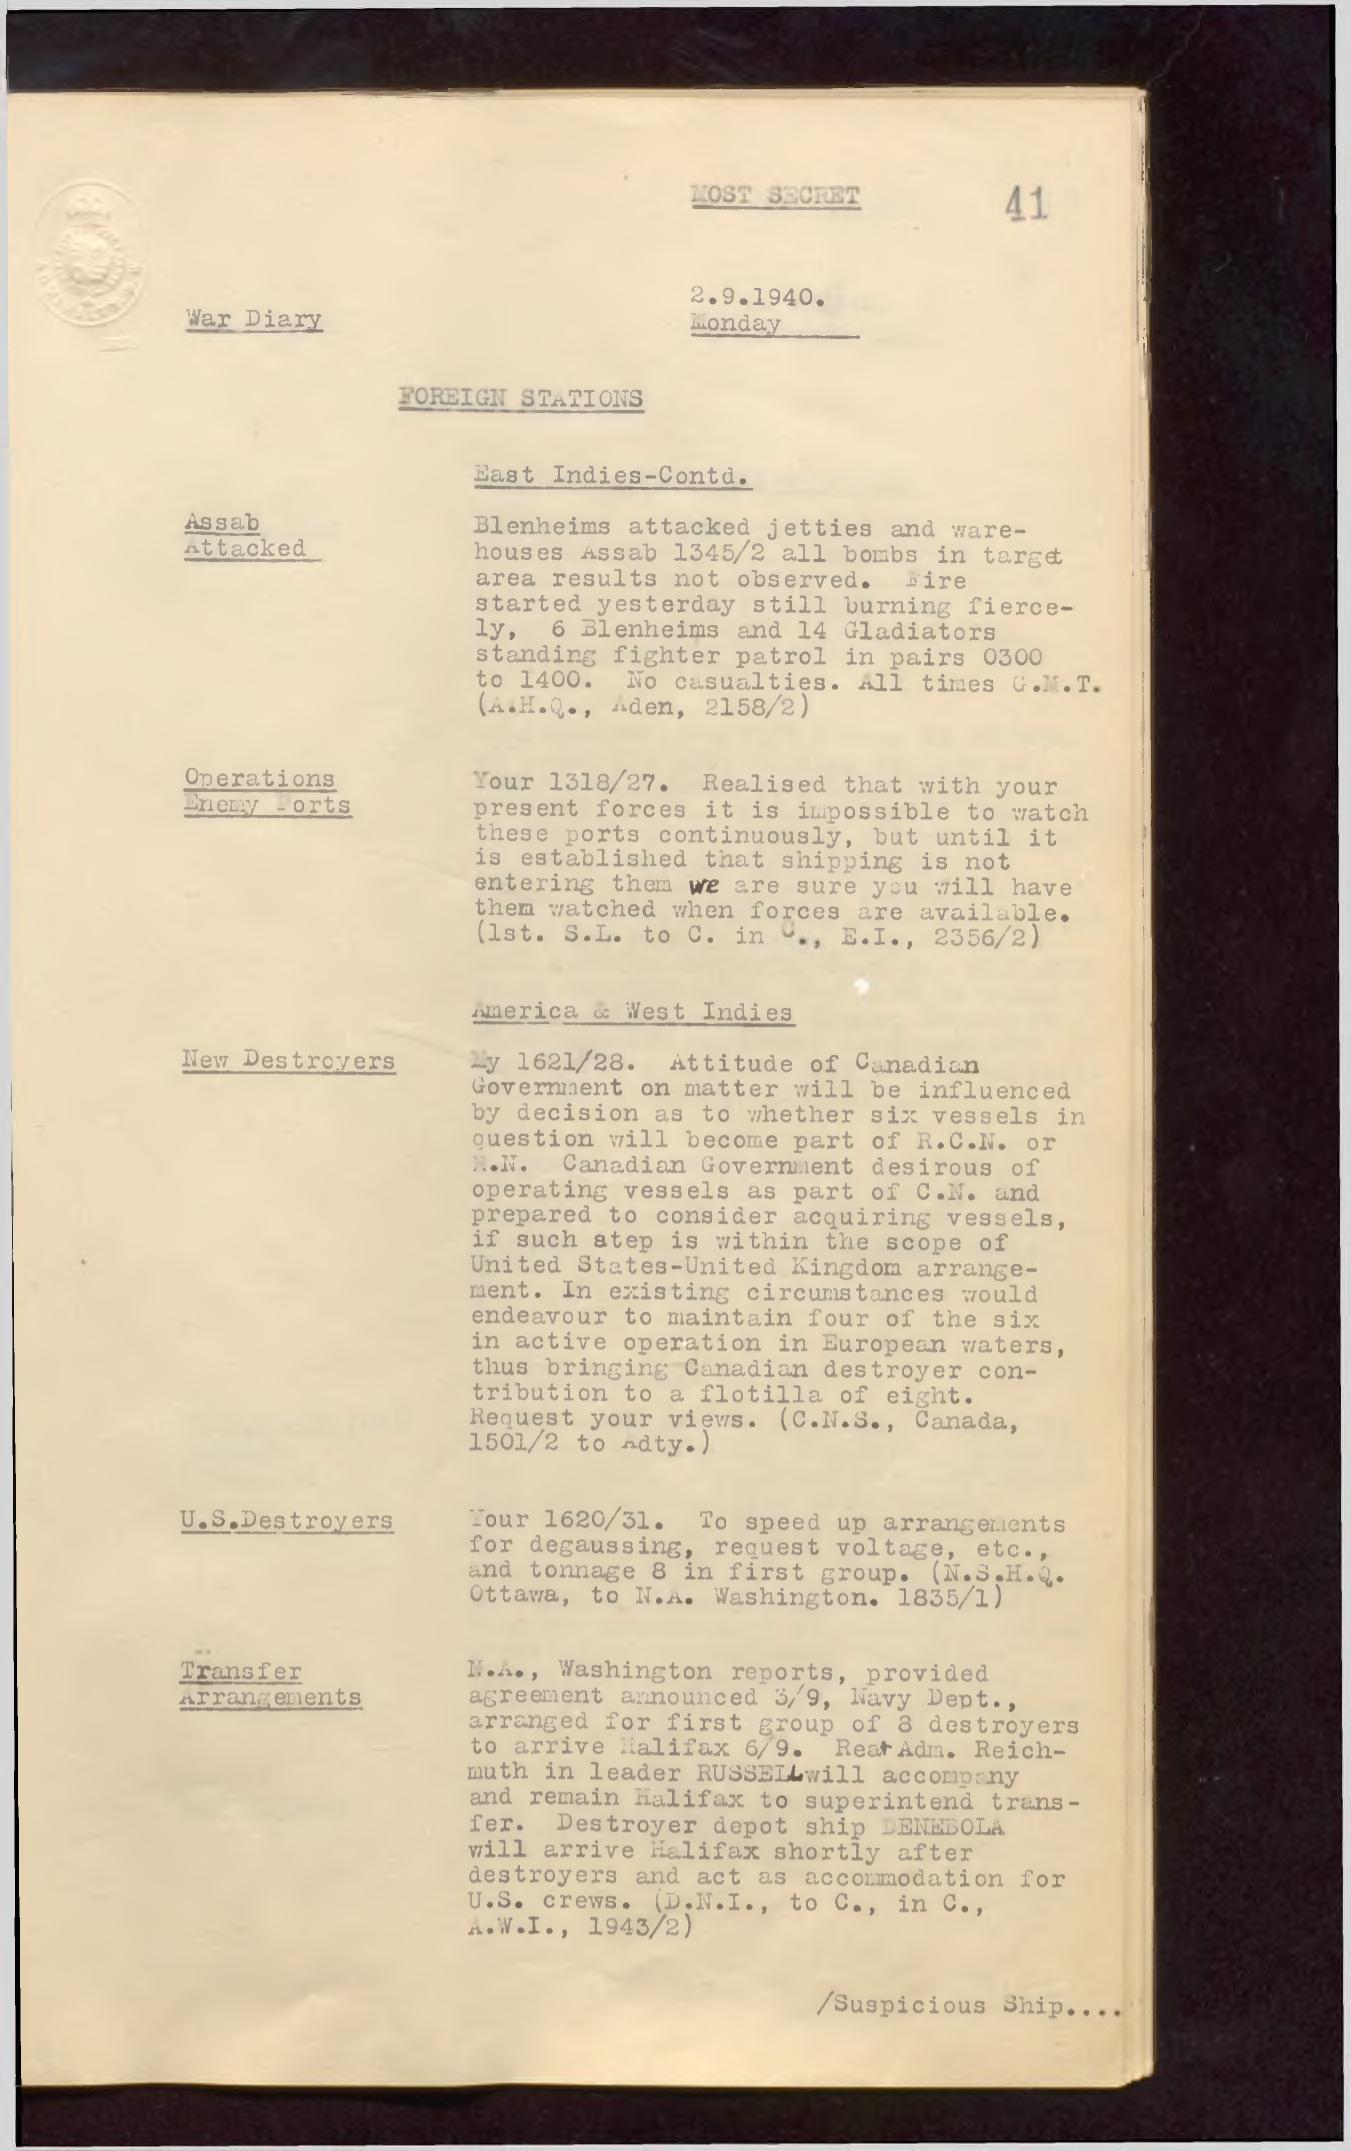 MOST SECRET
41
2.9.1940.
War Diary
Monday
FOREIGN STATIONS
East Indies-Contd.
Assab
Attacked
Blenheims attacked jetties and ware-
houses Assab 1345/2 all bombs in target
area results not observed. Fire
started yesterday still burning fierce-
ly, 6 Blenheims and 14 Gladiators
standing fighter patrol in pairs 0300
to 1400. No casualties. All times G.M.T.
(A.H.Q., Aden, 2158/2)
Operations
Enemy Ports
Your 1318/27. Realised that with your
present forces it is impossible to watch
these ports continuously, but until it
is established that shipping is not
entering them we are sure you will have
them watched when forces are available.
(1st. S.L. to C. in C., E.I., 2356/2)
America & West Indies
New Destroyers
My 1621/28. Attitude of Canadian
Government on matter will be influenced
by decision as to whether six vessels in
question will become part of R.C.N. or
R.N. Canadian Government desirous of
operating vessels as part of C.N. and
prepared to consider acquiring vessels,
if such step is within the scope of
United States-United Kingdom arrange-
ment. In existing circumstances would
endeavour to maintain four of the six
in active operation in European waters,
thus bringing Canadian destroyer con-
tribution to a flotilla of eight.
Request your views. (C.N.S., Canada,
1501/2 to Adty.)
U.S.Destroyers
Your 1620/31. To speed up arrangements
for degaussing, request voltage, etc.,
and tonnage 8 in first group. (N.S.H.Q.
Ottawa, to N.A. Washington. 1835/1)
Transfer
Arrangements
N.A., Washington reports, provided
agreement announced 3/9, Navy Dept.,
arranged for first group of 8 destroyers
to arrive Halifax 6/9. Rear Adm. Reich-
muth in leader RUSSELL will accompany
and remain Halifax to superintend trans-
fer. Destroyer depot ship DENEBOLA
will arrive Halifax shortly after
destroyers and act as accommodation for
U.S. crews. (D.N.I., to C., in C.,
A.W.I., 1943/2)
/Suspicious Ship....